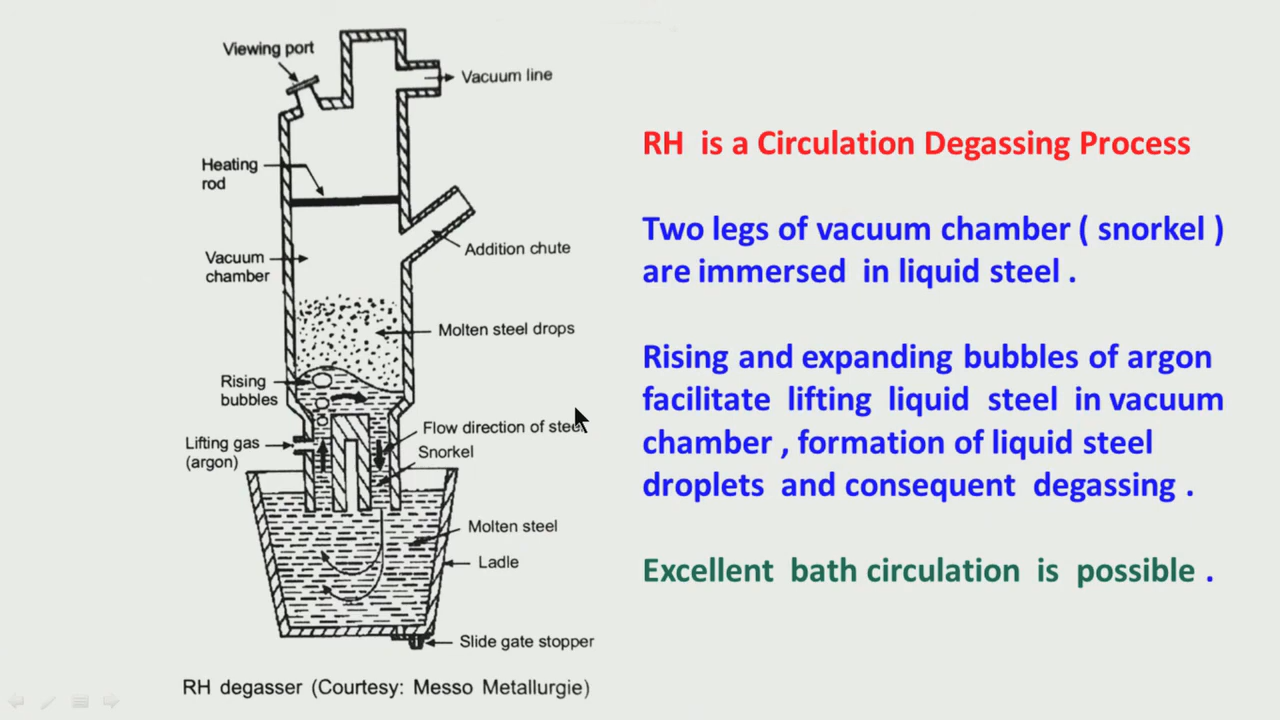 Viewing port
Vacuum line
Heating
rod
Addition chute
Vacuum
chamber
Molten steel drops
Rising
bubbles
Flow direction of steel
Lifting gas
(argon)
Snorkel
Molten steel
Ladle
Slide gate stopper
RH degasser (Courtesy: Messo Metallurgie)
RH is a Circulation Degassing Process
Two legs of vacuum chamber ( snorkel )
are immersed in liquid steel .
Rising and expanding bubbles of argon
facilitate lifting liquid steel in vacuum
chamber , formation of liquid steel
droplets and consequent degassing .
Excellent bath circulation is possible .